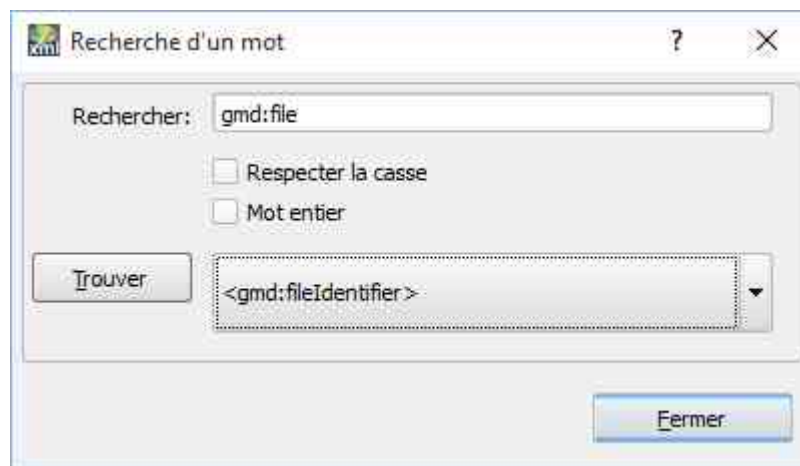 Recherche d'un mot
Rechercher: gmd:file
Respecter la casse
Mot entier
Trouver <gmd:fileIdentifier>
Fermer